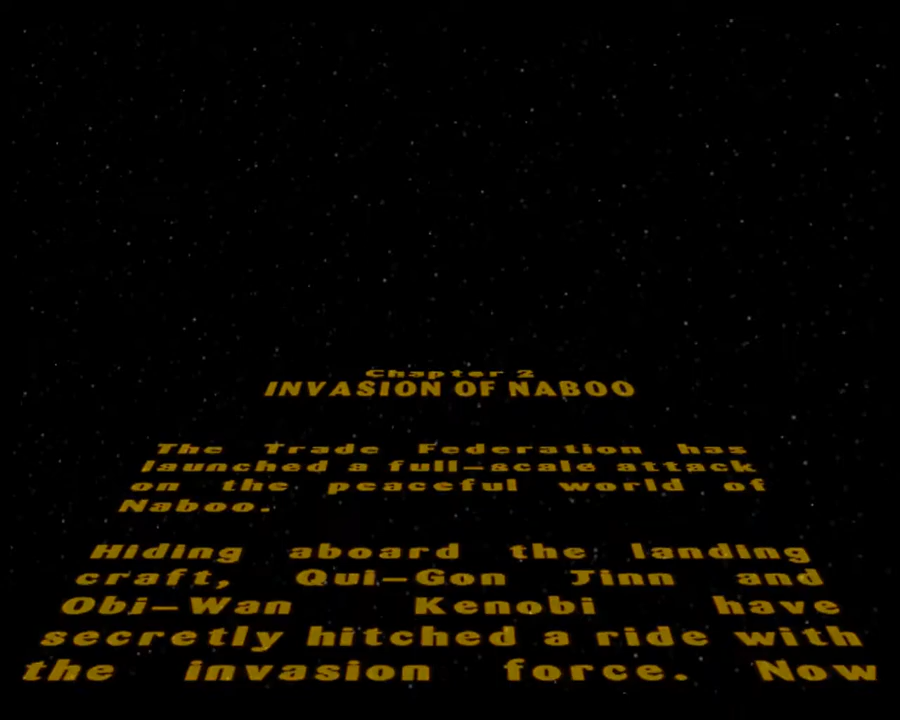 Chapter 2
INVASION OF NABOO
The Trade Federation has
launched a full-scale attack
on the peaceful world of
Naboo.
Hiding aboard the landing
craft, Qui-Gon Jinn and
Obi-Wan Kenobi have
secretly hitched a ride with
the invasion force. Now